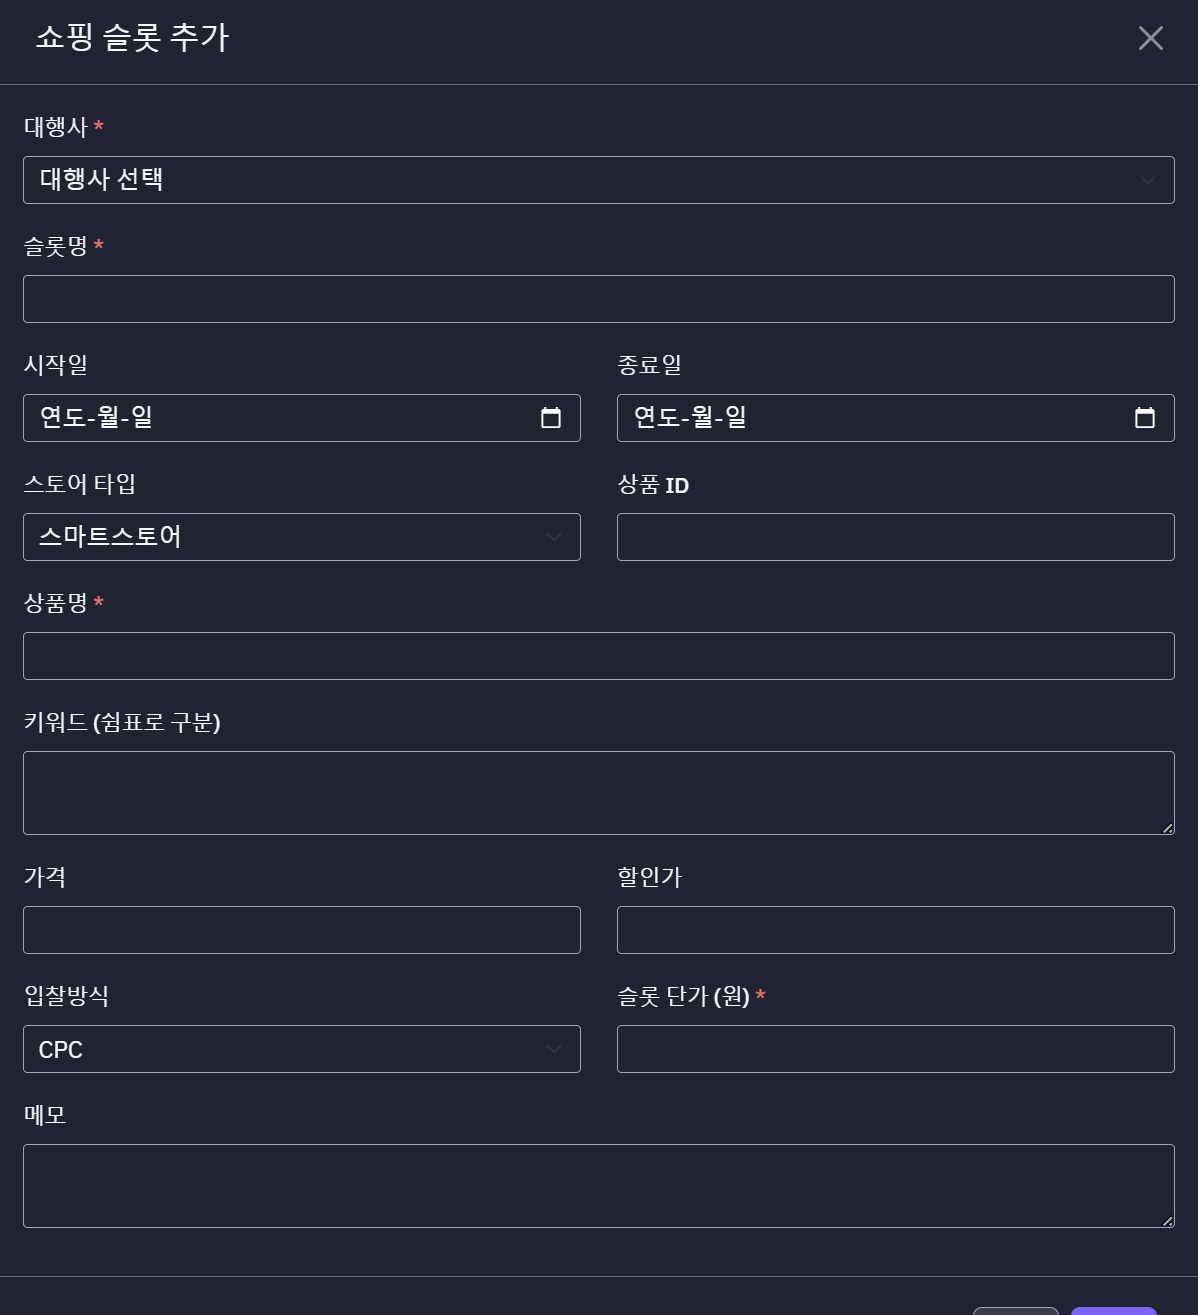 쇼핑 슬롯 추가
대행사 *
대행사 선택
슬롯명 *
시작일 종료일
연도-월-일 연도-월-일
스토어 타입 상품 ID
스마트스토어
상품명 *
키워드 (쉼표로 구분)
가격 할인가
입찰방식 슬롯 단가 (원) *
CPC
메모